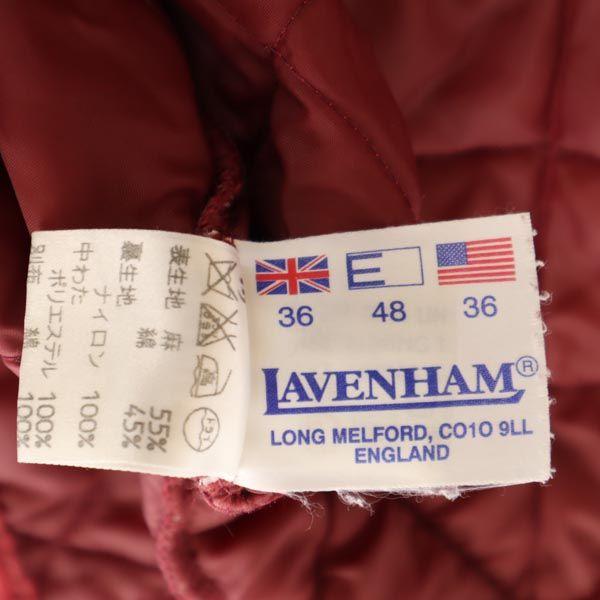 36 48 36
LAVENHAM®
LONG MELFORD, CO10 9LL
ENGLAND
表生地 麻 55%
綿 45%
裏生地
ナイロン 100%
中わた
ポリエステル 100%
別布 綿 100%